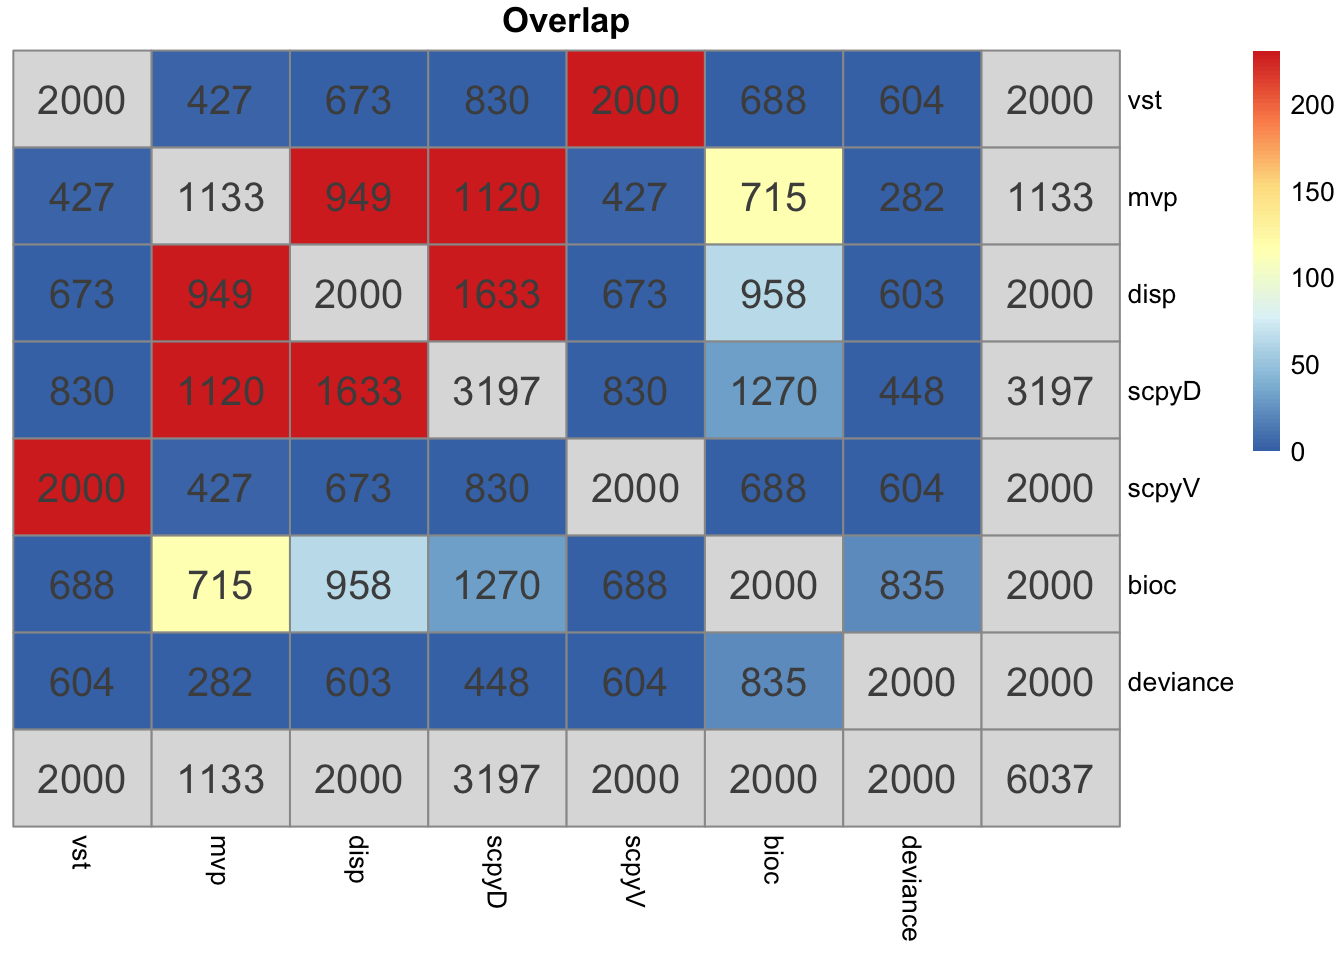 Overlap
2000 427 673 830 2000 688 604 2000 vst
427 1133 949 1120 427 715 282 1133 mvp
673 949 2000 1633 673 958 603 2000 disp
830 1120 1633 3197 830 1270 448 3197 scpyD
2000 427 673 830 2000 688 604 2000 scpyV
688 715 958 1270 688 2000 835 2000 bioc
604 282 603 448 604 835 2000 2000 deviance
2000 1133 2000 3197 2000 2000 2000 6037
vst mvp disp scpyD scpyV bioc deviance
200
150
100
50
0